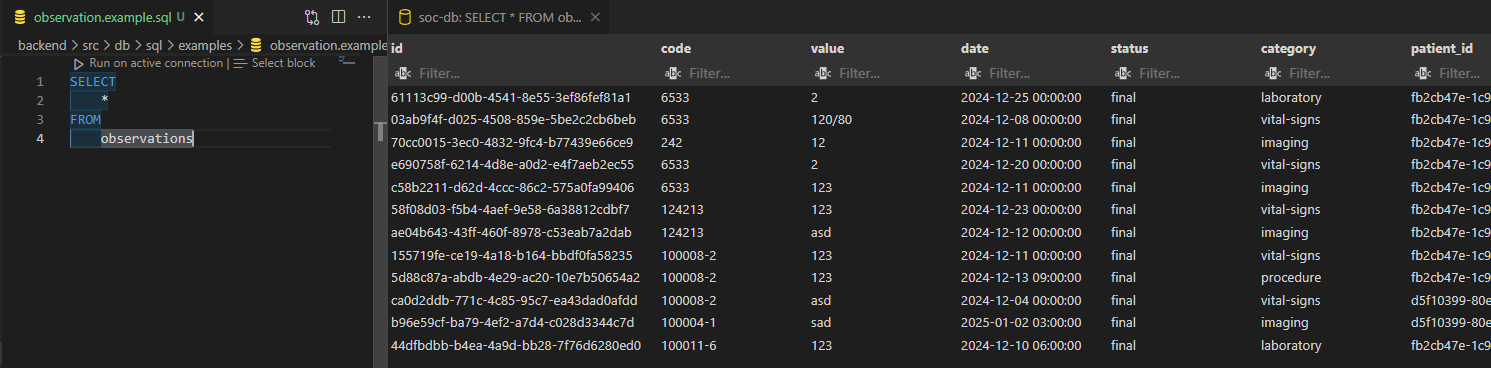 observation.example.sql U
soc-db: SELECT * FROM ob...
backend > src > db > sql > examples > observation.example
Run on active connection | Select block
1 SELECT
2 *
3 FROM
4 observations
id code value date status category patient_id
Filter... Filter... Filter... Filter... Filter... Filter... Filter...
61113c99-d00b-4541-8e55-3ef86fef81a1 6533 2 2024-12-25 00:00:00 final laboratory fb2cb47e-1c9
03ab9f4f-d025-4508-859e-5be2c2cb6beb 6533 120/80 2024-12-08 00:00:00 final vital-signs fb2cb47e-1c9
70cc0015-3ec0-4832-9fc4-b77439e66ce9 242 12 2024-12-11 00:00:00 final imaging fb2cb47e-1c9
e690758f-6214-4d8e-a0d2-e4f7aeb2ec55 6533 2 2024-12-20 00:00:00 final vital-signs fb2cb47e-1c9
c58b2211-d62d-4ccc-86c2-575a0fa99406 6533 123 2024-12-11 00:00:00 final imaging fb2cb47e-1c9
58f08d03-f5b4-4aef-9e58-6a38812cdbf7 124213 123 2024-12-23 00:00:00 final vital-signs fb2cb47e-1c9
ae04b643-43ff-460f-8978-c53eab7a2dab 124213 asd 2024-12-12 00:00:00 final imaging fb2cb47e-1c9
155719fe-ce19-4a18-b164-bbdf0fa58235 100008-2 123 2024-12-11 00:00:00 final vital-signs fb2cb47e-1c9
5d88c87a-abdb-4e29-ac20-10e7b50654a2 100008-2 123 2024-12-13 09:00:00 final procedure fb2cb47e-1c9
ca0d2ddb-771c-4c85-95c7-ea43dad0afdd 100008-2 asd 2024-12-04 00:00:00 final vital-signs d5f10399-80e
b96e59cf-ba79-4ef2-a7d4-c028d3344c7d 100004-1 sad 2025-01-02 03:00:00 final imaging d5f10399-80e
44dfbdbb-b4ea-4a9d-bb28-7f76d6280ed0 100011-6 123 2024-12-10 06:00:00 final laboratory fb2cb47e-1c9